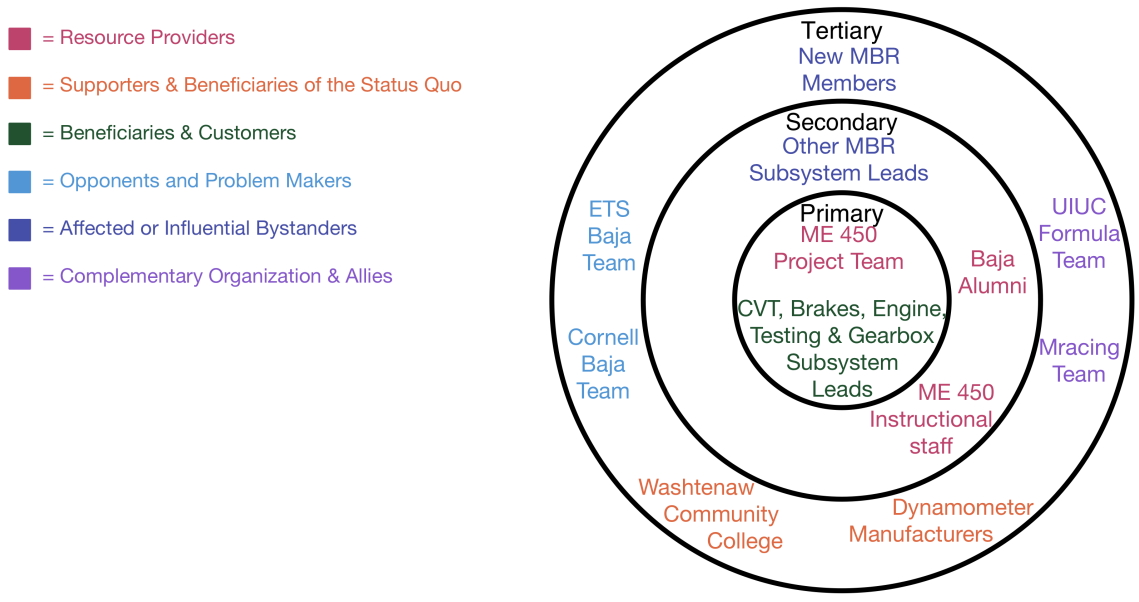 = Resource Providers
= Supporters & Beneficiaries of the Status Quo
= Beneficiaries & Customers
= Opponents and Problem Makers
= Affected or Influential Bystanders
= Complementary Organization & Allies
Tertiary
New MBR
Members
Secondary
Other MBR
Subsystem Leads
Primary
ME 450
Project Team
CVT, Brakes, Engine,
Testing & Gearbox
Subsystem
Leads
Baja
Alumni
ME 450
Instructional
staff
ETS
Baja
Team
Cornell
Baja
Team
UIUC
Formula
Team
Mracing
Team
Washtenaw
Community
College
Dynamometer
Manufacturers